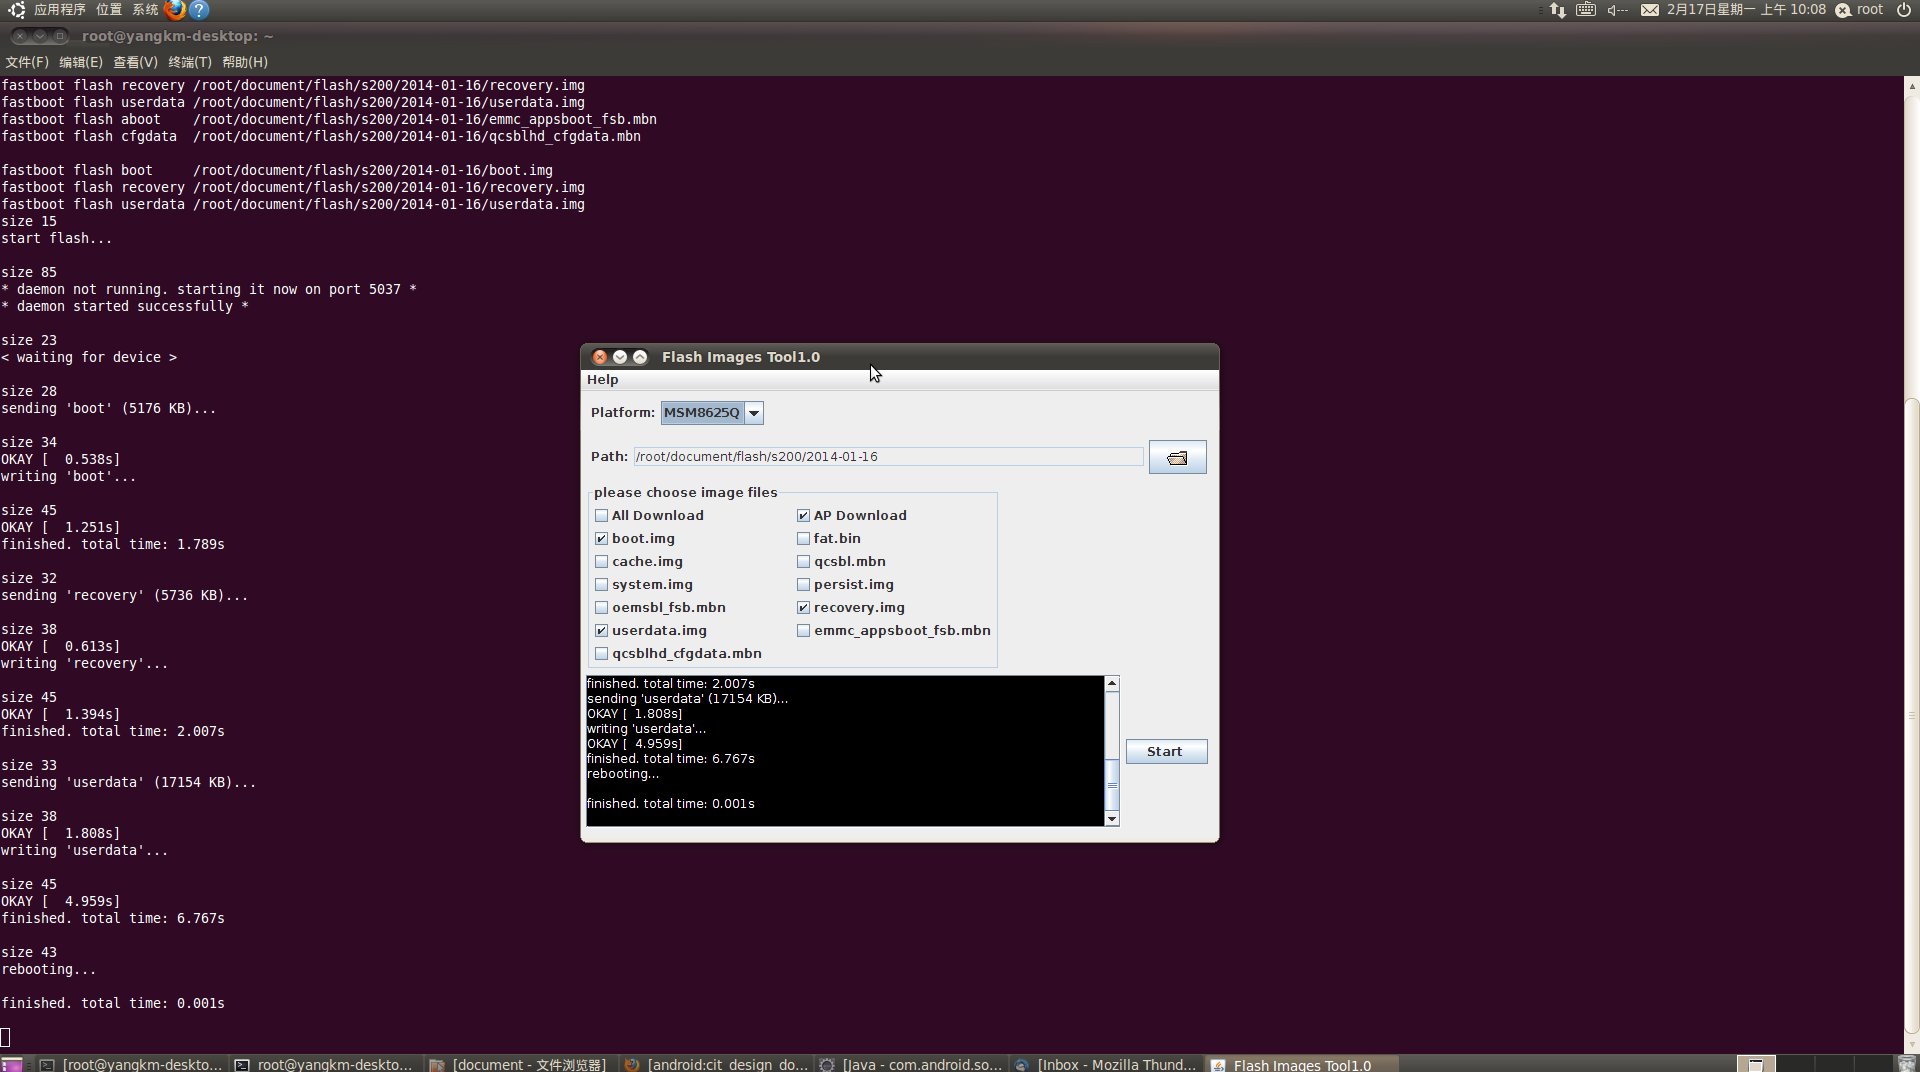 应用程序 位置 系统
2月17日星期一 上午 10:08 root
root@yangkm-desktop: ~
文件(F) 编辑(E) 查看(V) 终端(T) 帮助(H)
fastboot flash recovery /root/document/flash/s200/2014-01-16/recovery.img
fastboot flash userdata /root/document/flash/s200/2014-01-16/userdata.img
fastboot flash aboot    /root/document/flash/s200/2014-01-16/emmc_appsboot_fsb.mbn
fastboot flash cfgdata  /root/document/flash/s200/2014-01-16/qcsblhd_cfgdata.mbn
fastboot flash boot     /root/document/flash/s200/2014-01-16/boot.img
fastboot flash recovery /root/document/flash/s200/2014-01-16/recovery.img
fastboot flash userdata /root/document/flash/s200/2014-01-16/userdata.img
size 15
start flash...
size 85
* daemon not running. starting it now on port 5037 *
* daemon started successfully *
size 23
< waiting for device >
size 28
sending 'boot' (5176 KB)...
size 34
OKAY [  0.538s]
writing 'boot'...
size 45
OKAY [  1.251s]
finished. total time: 1.789s
size 32
sending 'recovery' (5736 KB)...
size 38
OKAY [  0.613s]
writing 'recovery'...
size 45
OKAY [  1.394s]
finished. total time: 2.007s
size 33
sending 'userdata' (17154 KB)...
size 38
OKAY [  1.808s]
writing 'userdata'...
size 45
OKAY [  4.959s]
finished. total time: 6.767s
size 43
rebooting...
finished. total time: 0.001s
Flash Images Tool1.0
Help
Platform: MSM8625Q
Path: /root/document/flash/s200/2014-01-16
please choose image files
All Download AP Download
boot.img fat.bin
cache.img qcsbl.mbn
system.img persist.img
oemsbl_fsb.mbn recovery.img
userdata.img emmc_appsboot_fsb.mbn
qcsblhd_cfgdata.mbn
finished. total time: 2.007s
sending 'userdata' (17154 KB)...
OKAY [  1.808s]
writing 'userdata'...
OKAY [  4.959s]
finished. total time: 6.767s
rebooting...
finished. total time: 0.001s
Start
[root@yangkm-deskto... root@yangkm-deskto... [document - 文件浏览器] [android:cit_design_do... [Java - com.android.so... [Inbox - Mozilla Thund... Flash Images Tool1.0